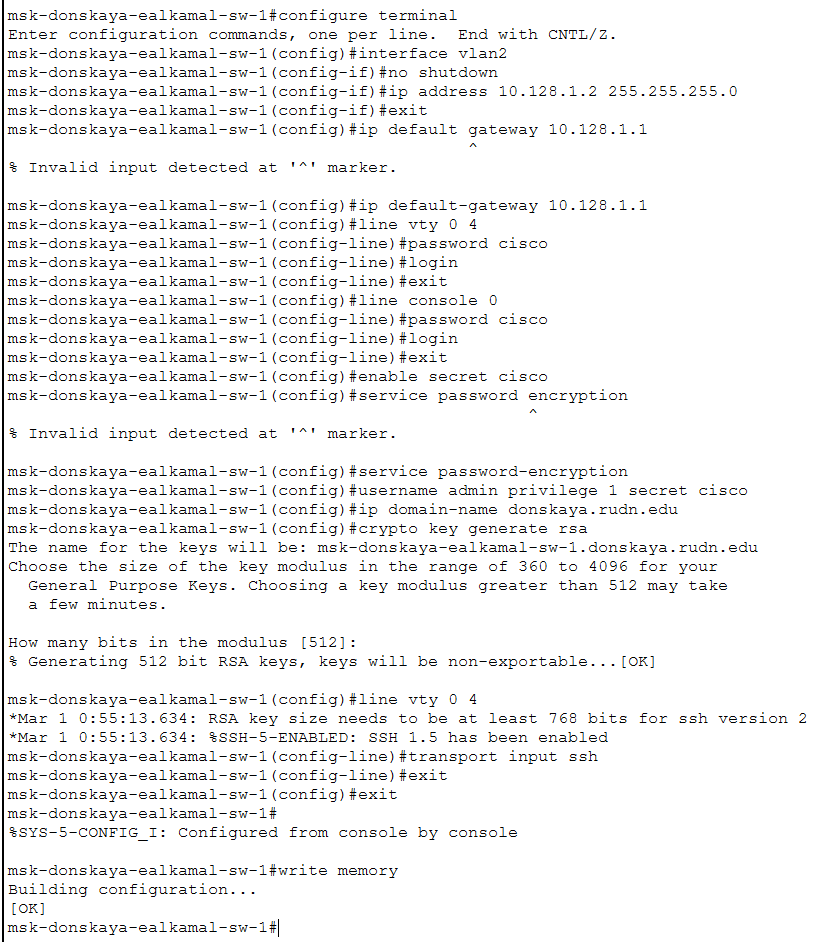 msk-donskaya-ealkamal-sw-1#configure terminal
Enter configuration commands, one per line.  End with CNTL/Z.
msk-donskaya-ealkamal-sw-1(config)#interface vlan2
msk-donskaya-ealkamal-sw-1(config-if)#no shutdown
msk-donskaya-ealkamal-sw-1(config-if)#ip address 10.128.1.2 255.255.255.0
msk-donskaya-ealkamal-sw-1(config-if)#exit
msk-donskaya-ealkamal-sw-1(config)#ip default gateway 10.128.1.1
^
% Invalid input detected at '^' marker.

msk-donskaya-ealkamal-sw-1(config)#ip default-gateway 10.128.1.1
msk-donskaya-ealkamal-sw-1(config)#line vty 0 4
msk-donskaya-ealkamal-sw-1(config-line)#password cisco
msk-donskaya-ealkamal-sw-1(config-line)#login
msk-donskaya-ealkamal-sw-1(config-line)#exit
msk-donskaya-ealkamal-sw-1(config)#line console 0
msk-donskaya-ealkamal-sw-1(config-line)#password cisco
msk-donskaya-ealkamal-sw-1(config-line)#login
msk-donskaya-ealkamal-sw-1(config-line)#exit
msk-donskaya-ealkamal-sw-1(config)#enable secret cisco
msk-donskaya-ealkamal-sw-1(config)#service password encryption
^
% Invalid input detected at '^' marker.

msk-donskaya-ealkamal-sw-1(config)#service password-encryption
msk-donskaya-ealkamal-sw-1(config)#username admin privilege 1 secret cisco
msk-donskaya-ealkamal-sw-1(config)#ip domain-name donskaya.rudn.edu
msk-donskaya-ealkamal-sw-1(config)#crypto key generate rsa
The name for the keys will be: msk-donskaya-ealkamal-sw-1.donskaya.rudn.edu
Choose the size of the key modulus in the range of 360 to 4096 for your
General Purpose Keys. Choosing a key modulus greater than 512 may take
a few minutes.

How many bits in the modulus [512]:
% Generating 512 bit RSA keys, keys will be non-exportable...[OK]

msk-donskaya-ealkamal-sw-1(config)#line vty 0 4
*Mar 1 0:55:13.634: RSA key size needs to be at least 768 bits for ssh version 2
*Mar 1 0:55:13.634: %SSH-5-ENABLED: SSH 1.5 has been enabled
msk-donskaya-ealkamal-sw-1(config-line)#transport input ssh
msk-donskaya-ealkamal-sw-1(config-line)#exit
msk-donskaya-ealkamal-sw-1(config)#exit
msk-donskaya-ealkamal-sw-1#
%SYS-5-CONFIG_I: Configured from console by console

msk-donskaya-ealkamal-sw-1#write memory
Building configuration...
[OK]
msk-donskaya-ealkamal-sw-1#